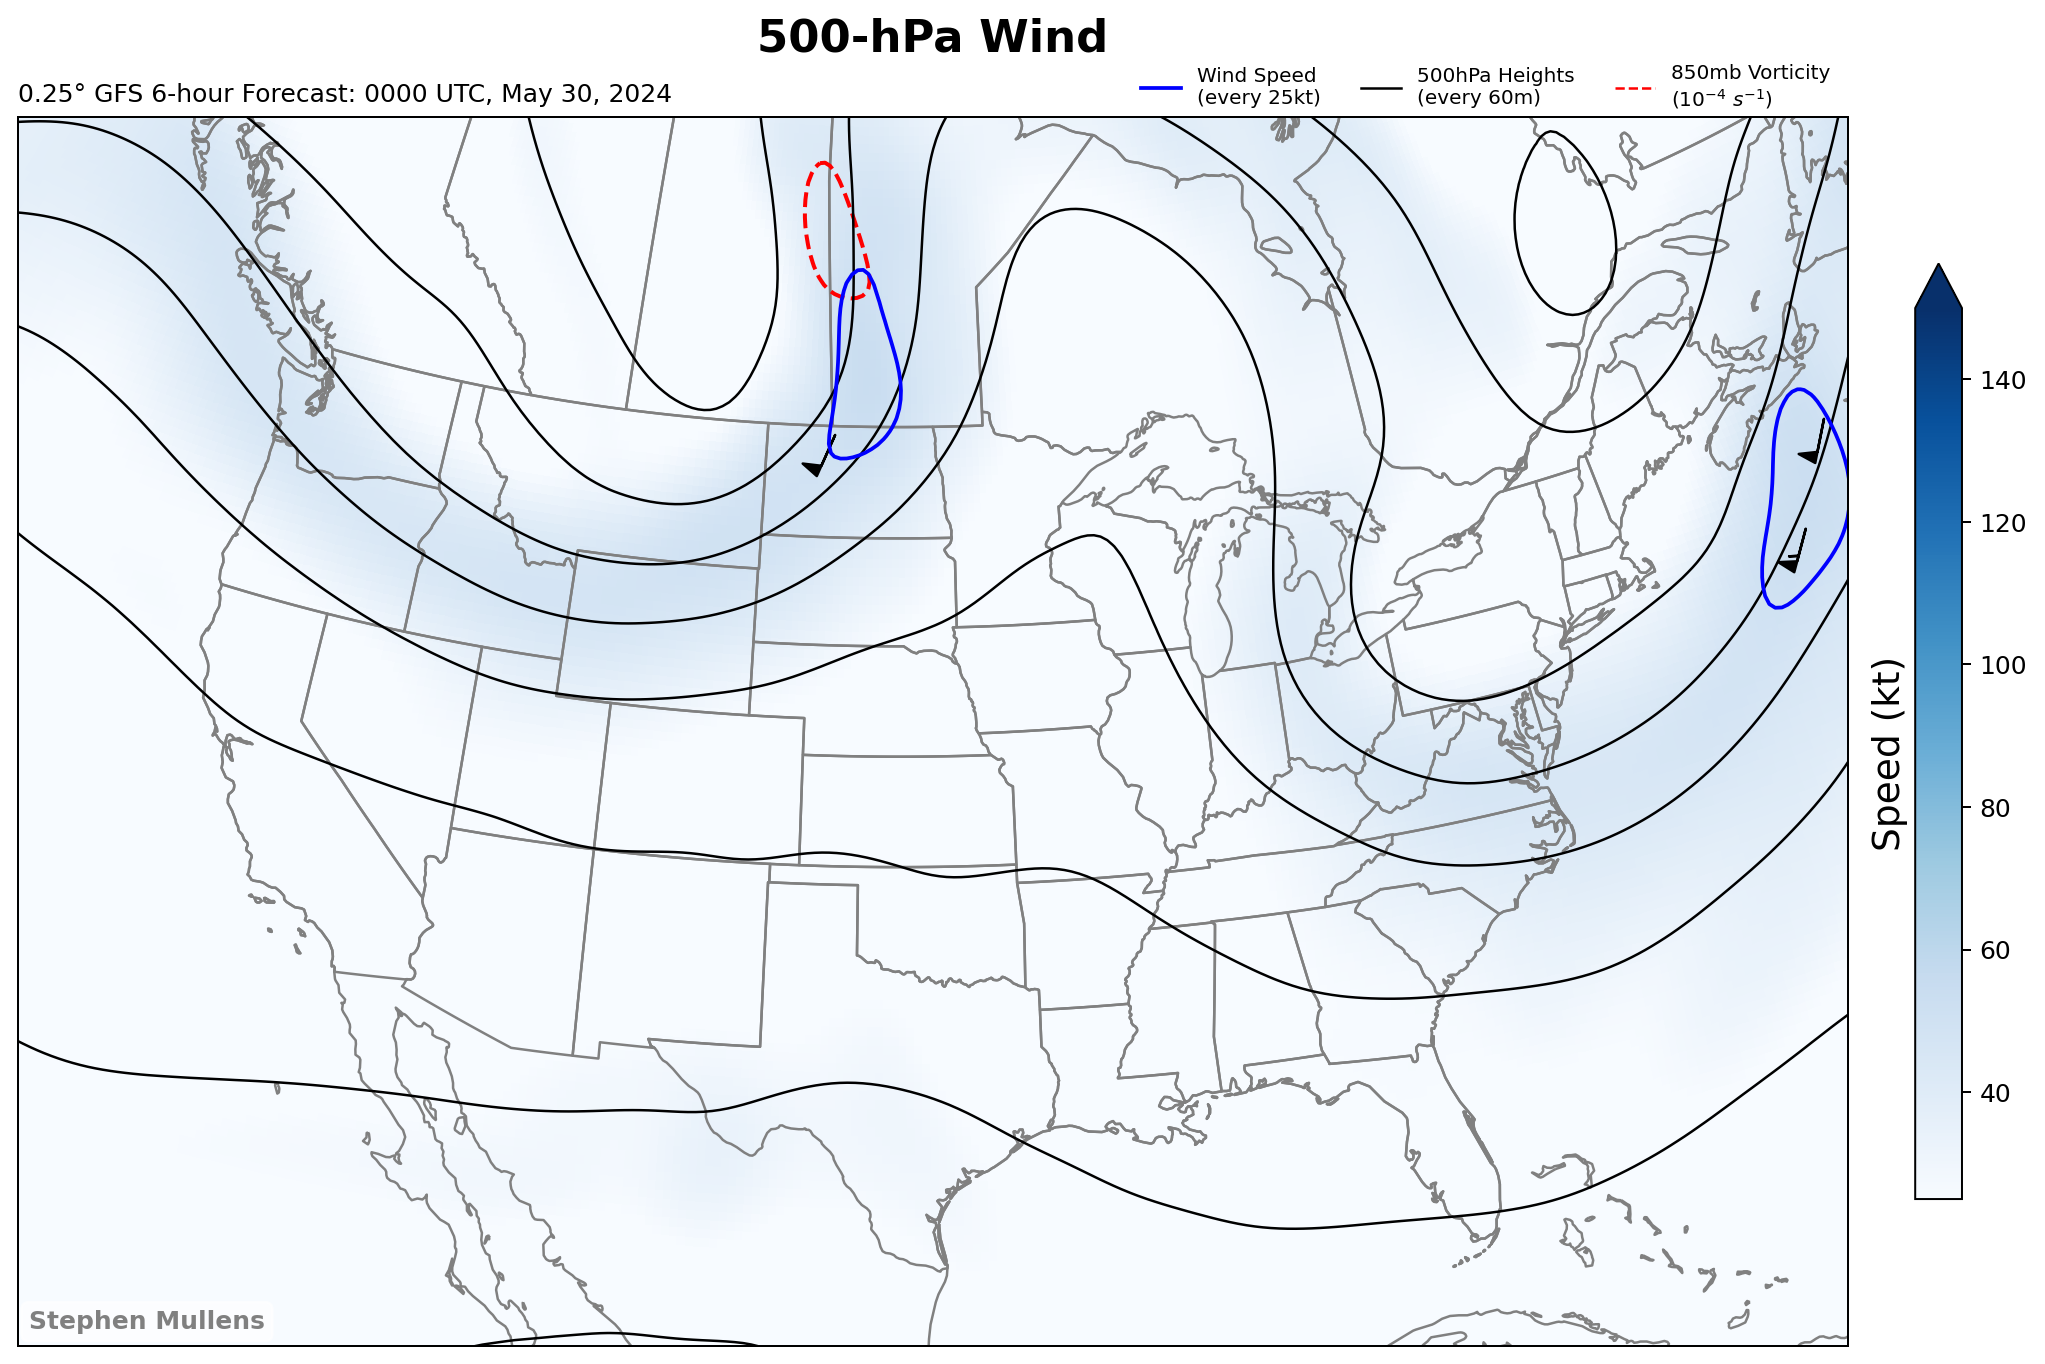 500-hPa Wind
0.25° GFS 6-hour Forecast: 0000 UTC, May 30, 2024
Wind Speed
(every 25kt)
500hPa Heights
(every 60m)
850mb Vorticity
(10⁻⁴ s⁻¹)
140
120
100
80
60
40
Speed (kt)
Stephen Mullens